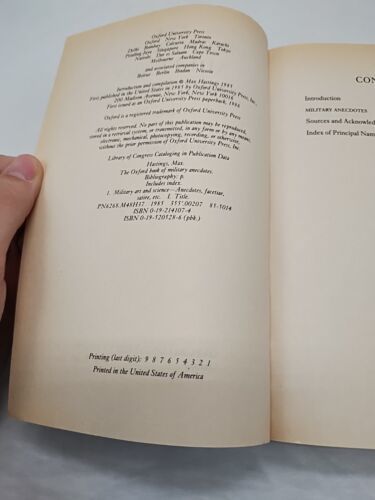 Oxford University Press
Oxford New York Toronto
Delhi Bombay Calcutta Madras Karachi
Petaling Jaya Singapore Hong Kong Tokyo
Nairobi Dar es Salaam Cape Town
Melbourne Auckland
and associated companies in
Beirut Berlin Ibadan Nicosia
Introduction and compilation © Max Hastings 1985
First published in the United States in 1985 by Oxford University Press, Inc.,
200 Madison Avenue, New York, New York 10016
First issued as an Oxford University Press paperback, 1986
Oxford is a registered trademark of Oxford University Press
All rights reserved. No part of this publication may be reproduced,
stored in a retrieval system, or transmitted, in any form or by any means,
electronic, mechanical, photocopying, recording, or otherwise,
without the prior permission of Oxford University Press, Inc.
Library of Congress Cataloging in Publication Data
Hastings, Max.
The Oxford book of military anecdotes.
Bibliography: p.
Includes index.
1. Military art and science—Anecdotes, facetiae,
satire, etc. I. Title.
PN6268.M48H37 1985 355'.00207 85-5014
ISBN 0-19-214107-4
ISBN 0-19-520528-6 (pbk.)
Printing (last digit): 9 8 7 6 5 4 3 2 1
Printed in the United States of America
CON
Introduction
MILITARY ANECDOTES
Sources and Acknowled
Index of Principal Nam